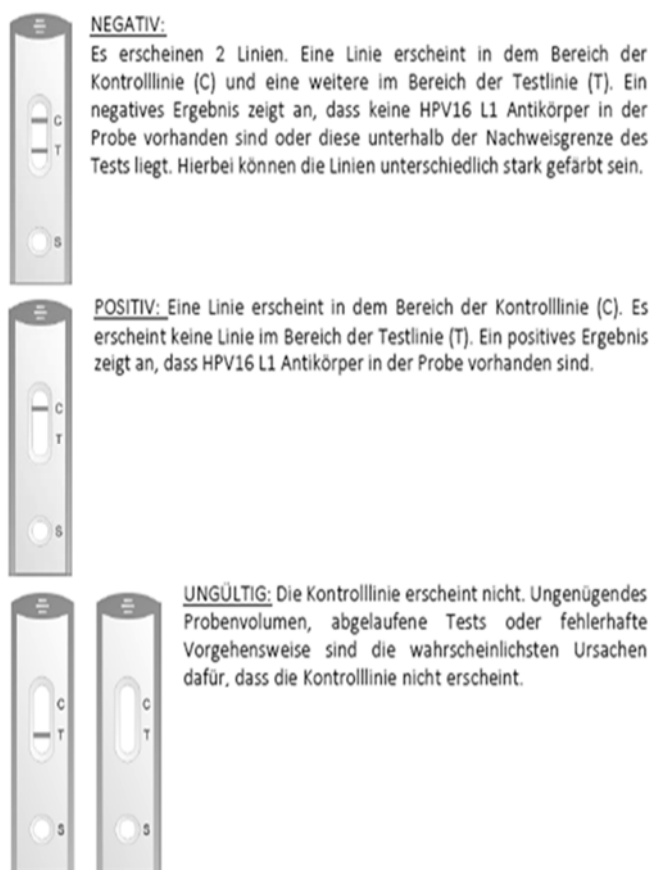 NEGATIV:
Es erscheinen 2 Linien. Eine Linie erscheint in dem Bereich der
Kontrolllinie (C) und eine weitere im Bereich der Testlinie (T). Ein
negatives Ergebnis zeigt an, dass keine HPV16 L1 Antikörper in der
Probe vorhanden sind oder diese unterhalb der Nachweisgrenze des
Tests liegt. Hierbei können die Linien unterschiedlich stark gefärbt sein.
C
T
S
POSITIV: Eine Linie erscheint in dem Bereich der Kontrolllinie (C). Es
erscheint keine Linie im Bereich der Testlinie (T). Ein positives Ergebnis
zeigt an, dass HPV16 L1 Antikörper in der Probe vorhanden sind.
C
T
S
UNGÜLTIG: Die Kontrolllinie erscheint nicht. Ungenügendes
Probenvolumen, abgelaufene Tests oder fehlerhafte
Vorgehensweise sind die wahrscheinlichsten Ursachen
dafür, dass die Kontrolllinie nicht erscheint.
C C
T T
S S